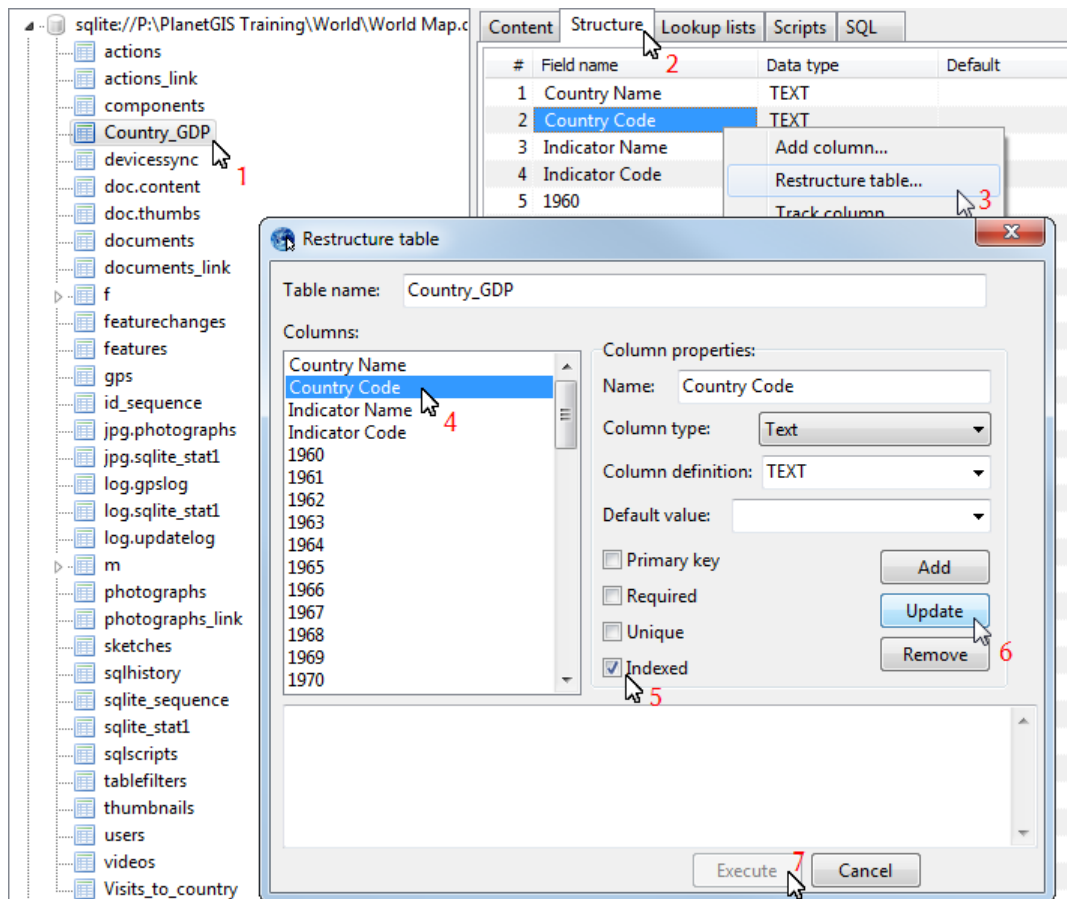 sqlite://P:\PlanetGIS Training\World\World Map.c
actions
actions_link
components
Country_GDP
1
devicessync
doc.content
doc.thumbs
documents
documents_link
f
featurechanges
features
gps
id_sequence
jpg.photographs
jpg.sqlite_stat1
log.gpslog
log.sqlite_stat1
log.updatelog
m
photographs
photographs_link
sketches
sqlhistory
sqlite_sequence
sqlite_stat1
sqlscripts
tablefilters
thumbnails
users
videos
Visits_to_country
Content Structure Lookup lists Scripts SQL
2
# Field name Data type Default
1 Country Name TEXT
2 Country Code TEXT
3 Indicator Name
4 Indicator Code
5 1960
Add column...
Restructure table...
3
Track column
Restructure table
Table name: Country_GDP
Columns:
Country Name
Country Code
4
Indicator Name
Indicator Code
1960
1961
1962
1963
1964
1965
1966
1967
1968
1969
1970
Column properties:
Name: Country Code
Column type: Text
Column definition: TEXT
Default value:
Primary key
Required
Unique
Indexed
5
Add
Update
6
Remove
Execute 7 Cancel